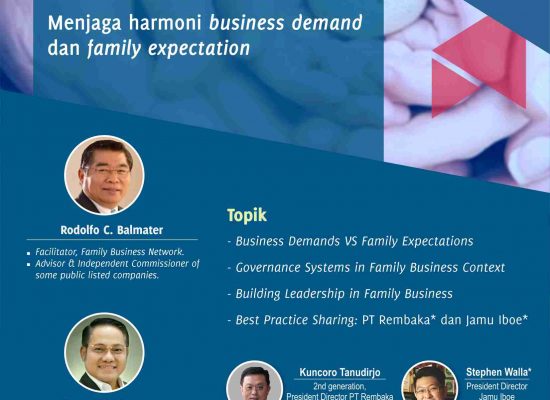 Menjaga harmoni business demand
dan family expectation
Rodolfo C. Balmater
Facilitator, Family Business Network.
Advisor & Independent Commissioner of
some public listed companies.
Topik
- Business Demands VS Family Expectations
- Governance Systems in Family Business Context
- Building Leadership in Family Business
- Best Practice Sharing: PT Rembaka* dan Jamu Iboe*
Kuncoro Tanudirjo
2nd generation,
President Director PT Rembaka
Stephen Walla*
President Director
Jamu Iboe